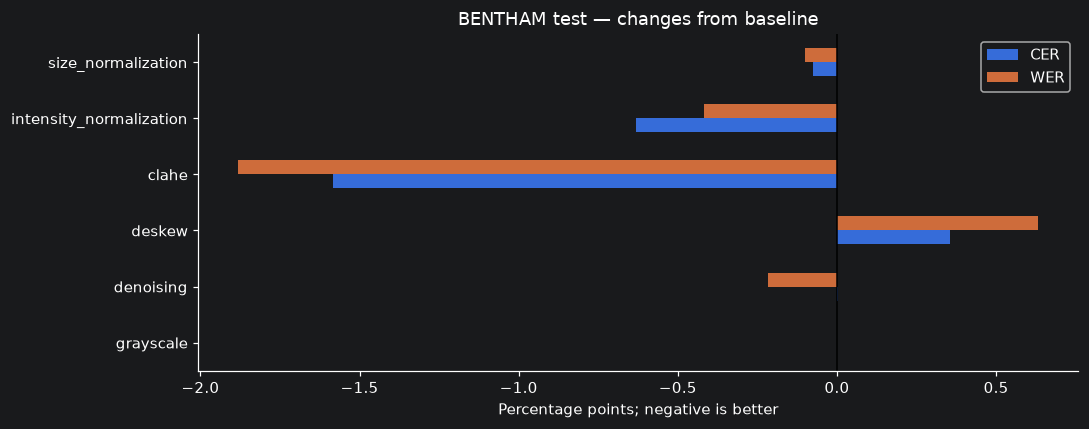 BENTHAM test — changes from baseline
CER
WER
size_normalization
intensity_normalization
clahe
deskew
denoising
grayscale
−2.0 −1.5 −1.0 −0.5 0.0 0.5
Percentage points; negative is better